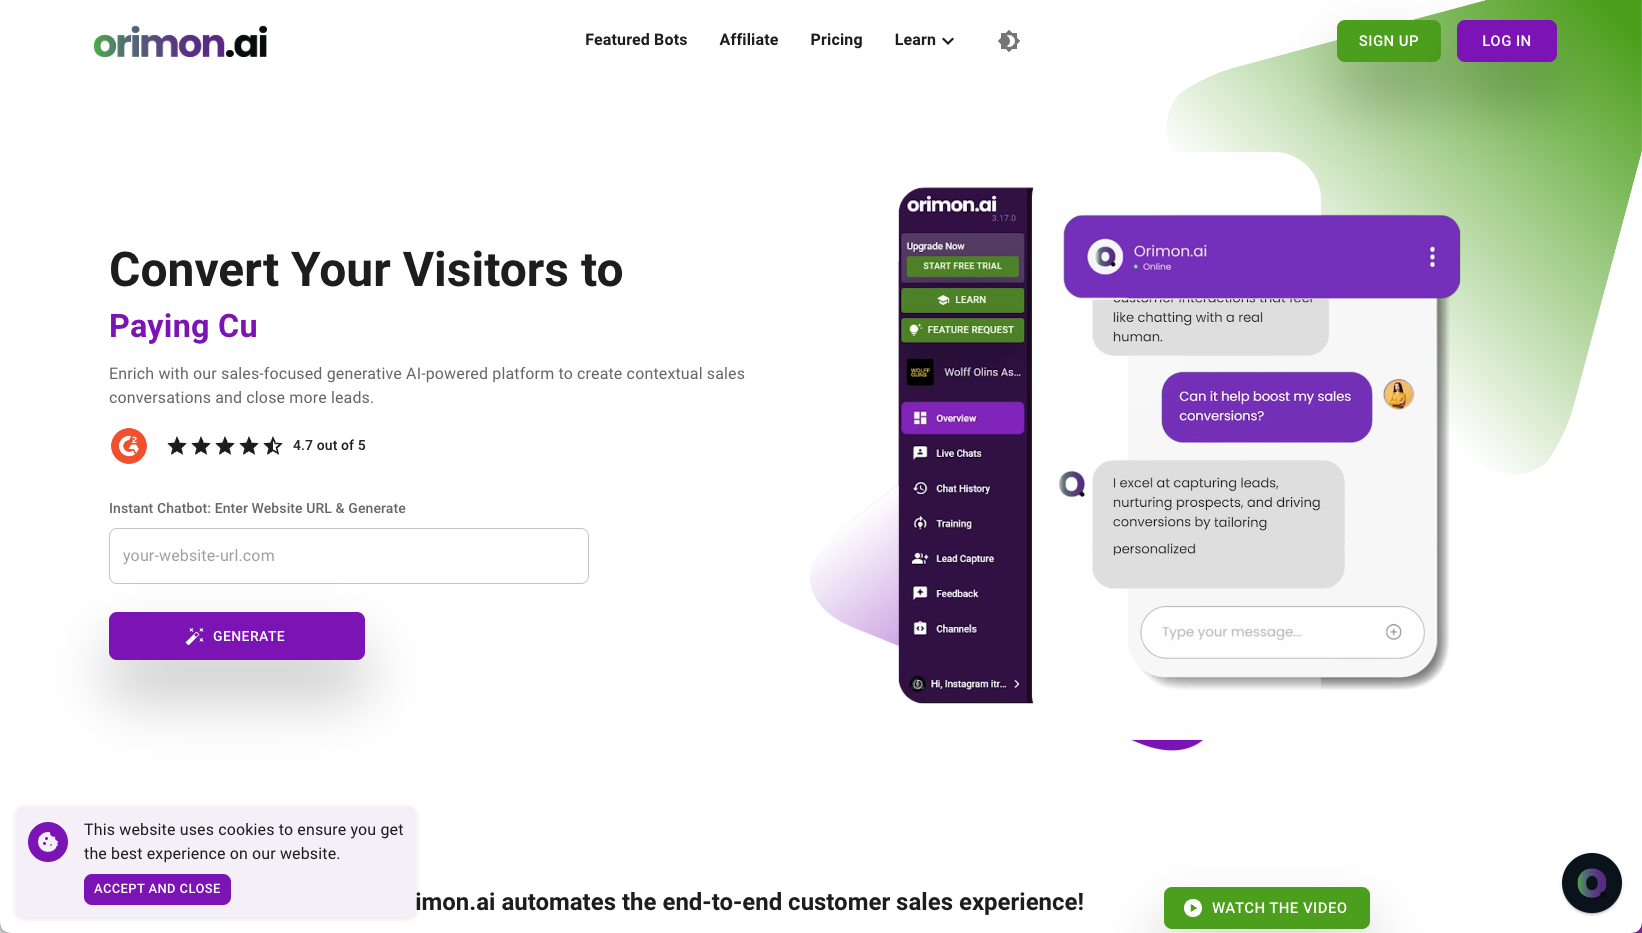 orimon.ai
Featured Bots
Affiliate
Pricing
Learn
SIGN UP
LOG IN
Convert Your Visitors to
Paying Cu
Enrich with our sales-focused generative AI-powered platform to create contextual sales
conversations and close more leads.
4.7 out of 5
Instant Chatbot: Enter Website URL & Generate
your-website-url.com
GENERATE
orimon.ai
3.17.0
Upgrade Now
START FREE TRIAL
LEARN
FEATURE REQUEST
WOLFF
OLINS
Wolff Olins As...
Overview
Live Chats
Chat History
Training
Lead Capture
Feedback
Channels
Hi, Instagram itr...
Orimon.ai
Online
customer interactions that feel
like chatting with a real
human.
Can it help boost my sales
conversions?
I excel at capturing leads,
nurturing prospects, and driving
conversions by tailoring
personalized
Type your message...
This website uses cookies to ensure you get
the best experience on our website.
ACCEPT AND CLOSE
imon.ai automates the end-to-end customer sales experience!
WATCH THE VIDEO